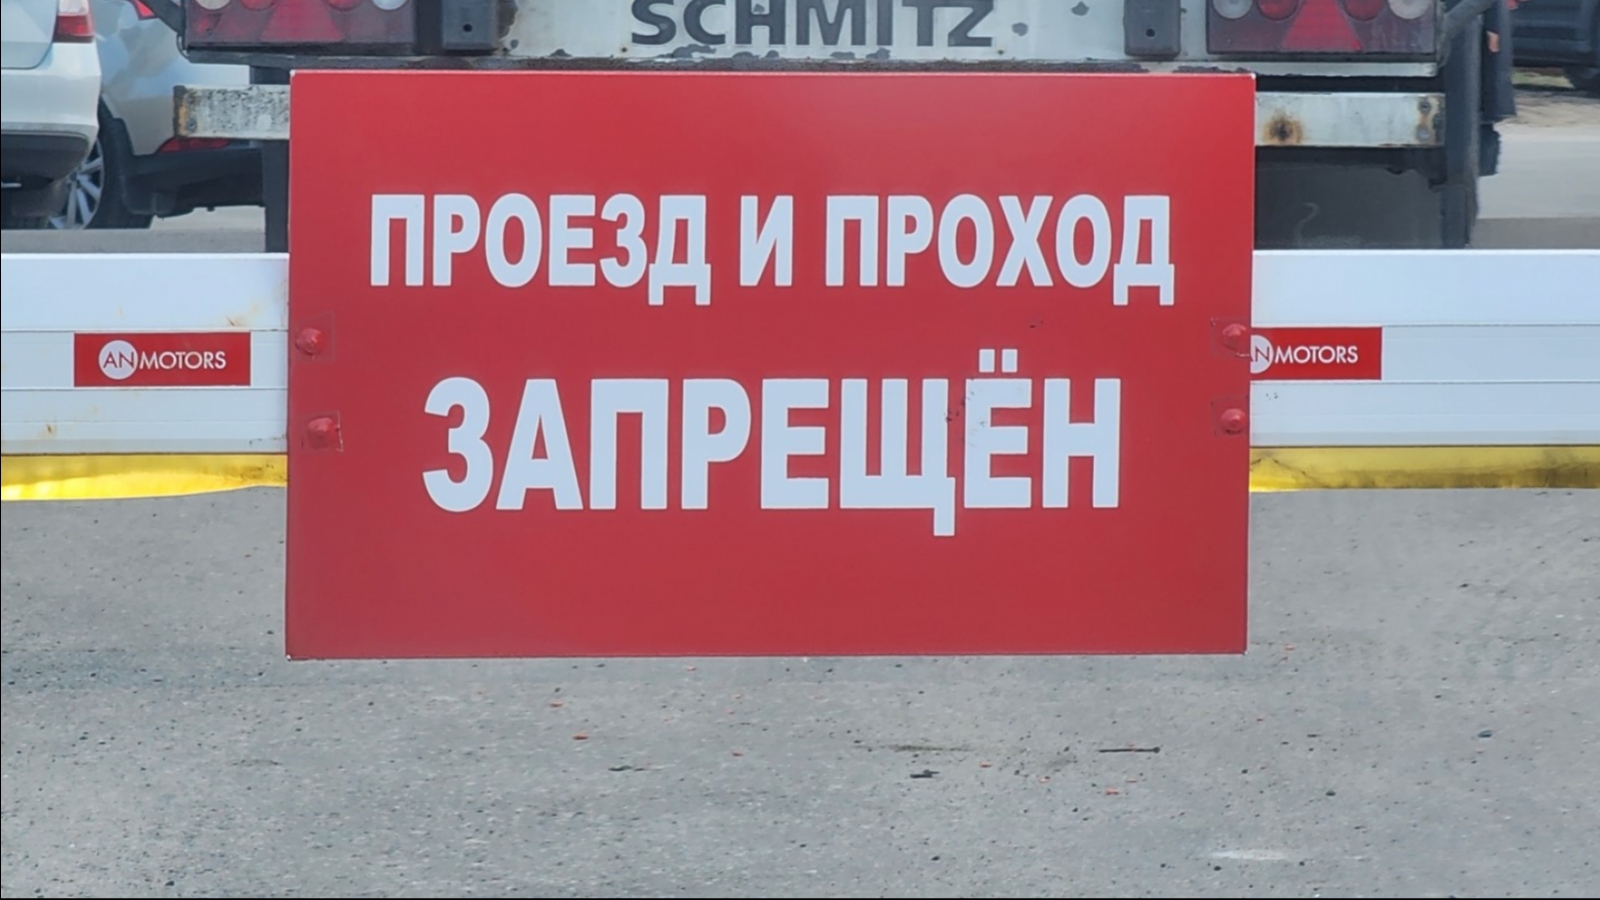 SCHMITZ
ПРОЕЗД И ПРОХОД
AN MOTORS
AN MOTORS
ЗАПРЕЩЁН